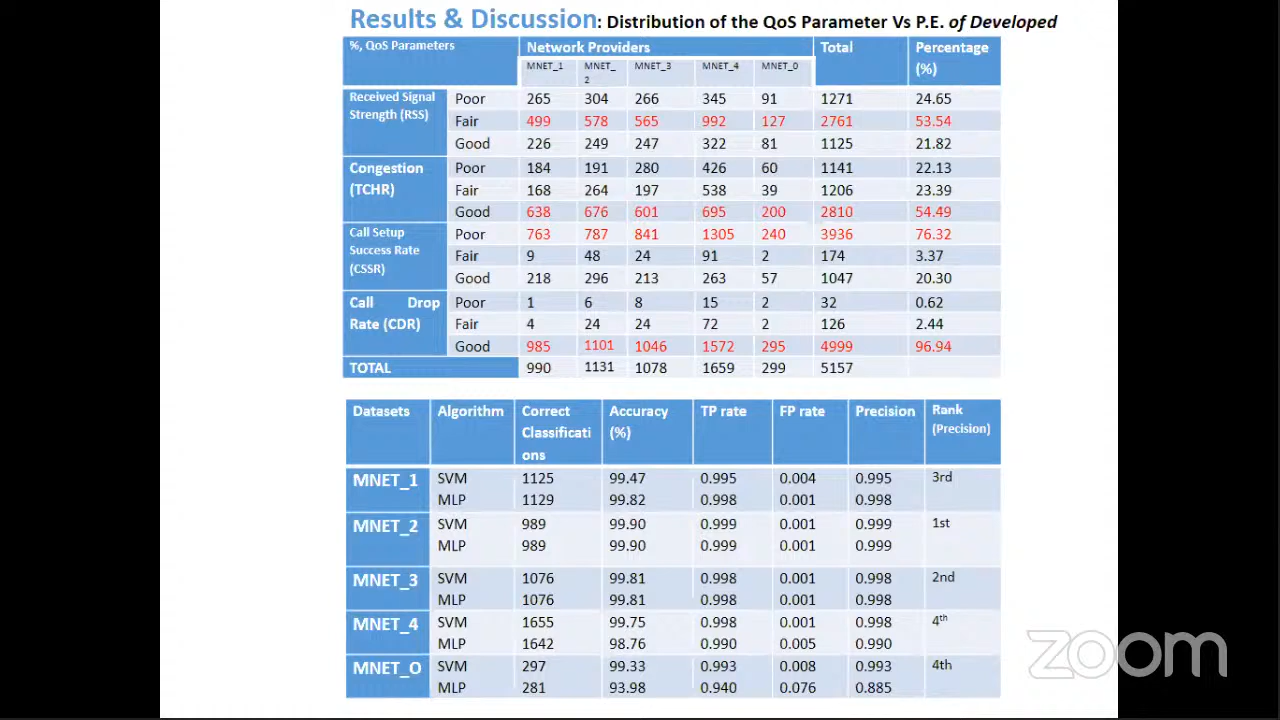 Results & Discussion: Distribution of the QoS Parameter Vs P.E. of Developed
%, QoS Parameters Network Providers Total Percentage (%)
MNET_1 MNET_2 MNET_3 MNET_4 MNET_0
Received Signal Strength (RSS) Poor 265 304 266 345 91 1271 24.65
Fair 499 578 565 992 127 2761 53.54
Good 226 249 247 322 81 1125 21.82
Congestion (TCHR) Poor 184 191 280 426 60 1141 22.13
Fair 168 264 197 538 39 1206 23.39
Good 638 676 601 695 200 2810 54.49
Call Setup Success Rate (CSSR) Poor 763 787 841 1305 240 3936 76.32
Fair 9 48 24 91 2 174 3.37
Good 218 296 213 263 57 1047 20.30
Call Drop Rate (CDR) Poor 1 6 8 15 2 32 0.62
Fair 4 24 24 72 2 126 2.44
Good 985 1101 1046 1572 295 4999 96.94
TOTAL 990 1131 1078 1659 299 5157
Datasets Algorithm Correct Classifications Accuracy (%) TP rate FP rate Precision Rank (Precision)
MNET_1 SVM 1125 99.47 0.995 0.004 0.995 3rd
MLP 1129 99.82 0.998 0.001 0.998
MNET_2 SVM 989 99.90 0.999 0.001 0.999 1st
MLP 989 99.90 0.999 0.001 0.999
MNET_3 SVM 1076 99.81 0.998 0.001 0.998 2nd
MLP 1076 99.81 0.998 0.001 0.998
MNET_4 SVM 1655 99.75 0.998 0.001 0.998 4th
MLP 1642 98.76 0.990 0.005 0.990
MNET_O SVM 297 99.33 0.993 0.008 0.993 4th
MLP 281 93.98 0.940 0.076 0.885
zoom